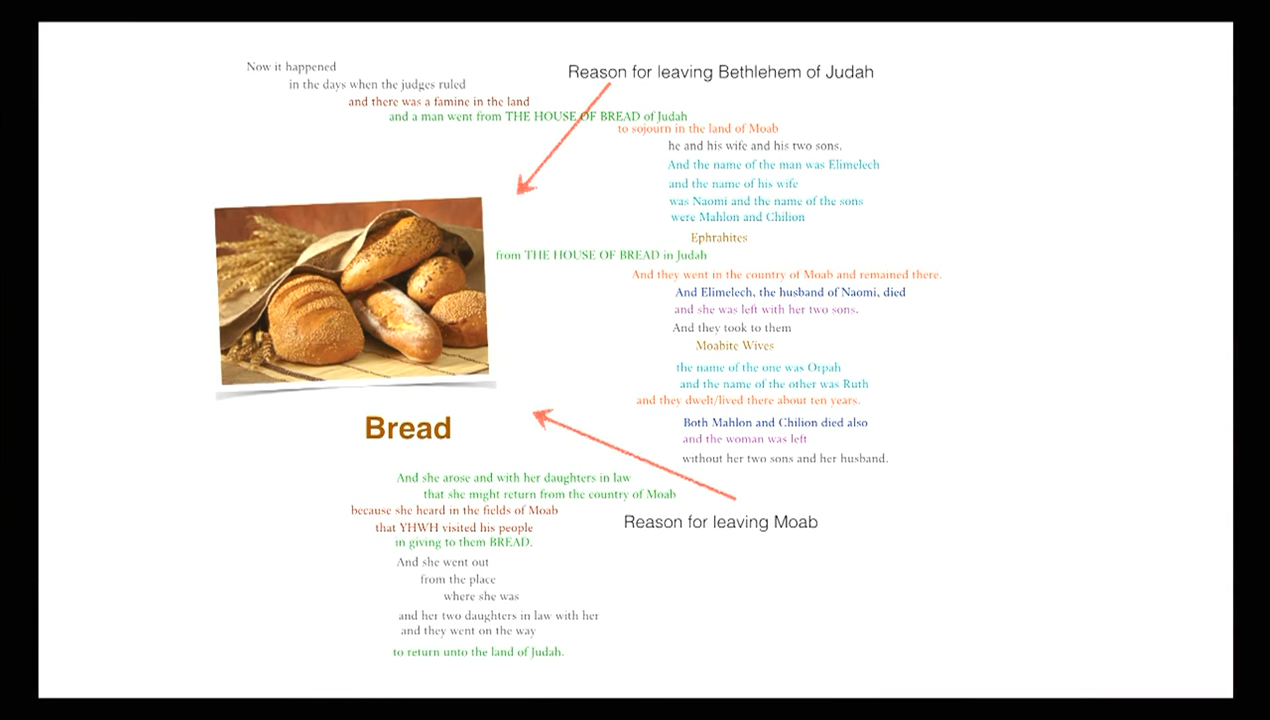 Now it happened
in the days when the judges ruled
and there was a famine in the land
and a man went from THE HOUSE OF BREAD of Judah
to sojourn in the land of Moab
he and his wife and his two sons.
And the name of the man was Elimelech
and the name of his wife
was Naomi and the name of the sons
were Mahlon and Chilion
Ephrahites
from THE HOUSE OF BREAD in Judah
And they went in the country of Moab and remained there.
And Elimelech, the husband of Naomi, died
and she was left with her two sons.
And they took to them
Moabite Wives
the name of the one was Orpah
and the name of the other was Ruth
and they dwelt/lived there about ten years.
Both Mahlon and Chilion died also
and the woman was left
without her two sons and her husband.
And she arose and with her daughters in law
that she might return from the country of Moab
because she heard in the fields of Moab
that YHWH visited his people
in giving to them BREAD.
And she went out
from the place
where she was
and her two daughters in law with her
and they went on the way
to return unto the land of Judah.
Reason for leaving Bethlehem of Judah
Bread
Reason for leaving Moab